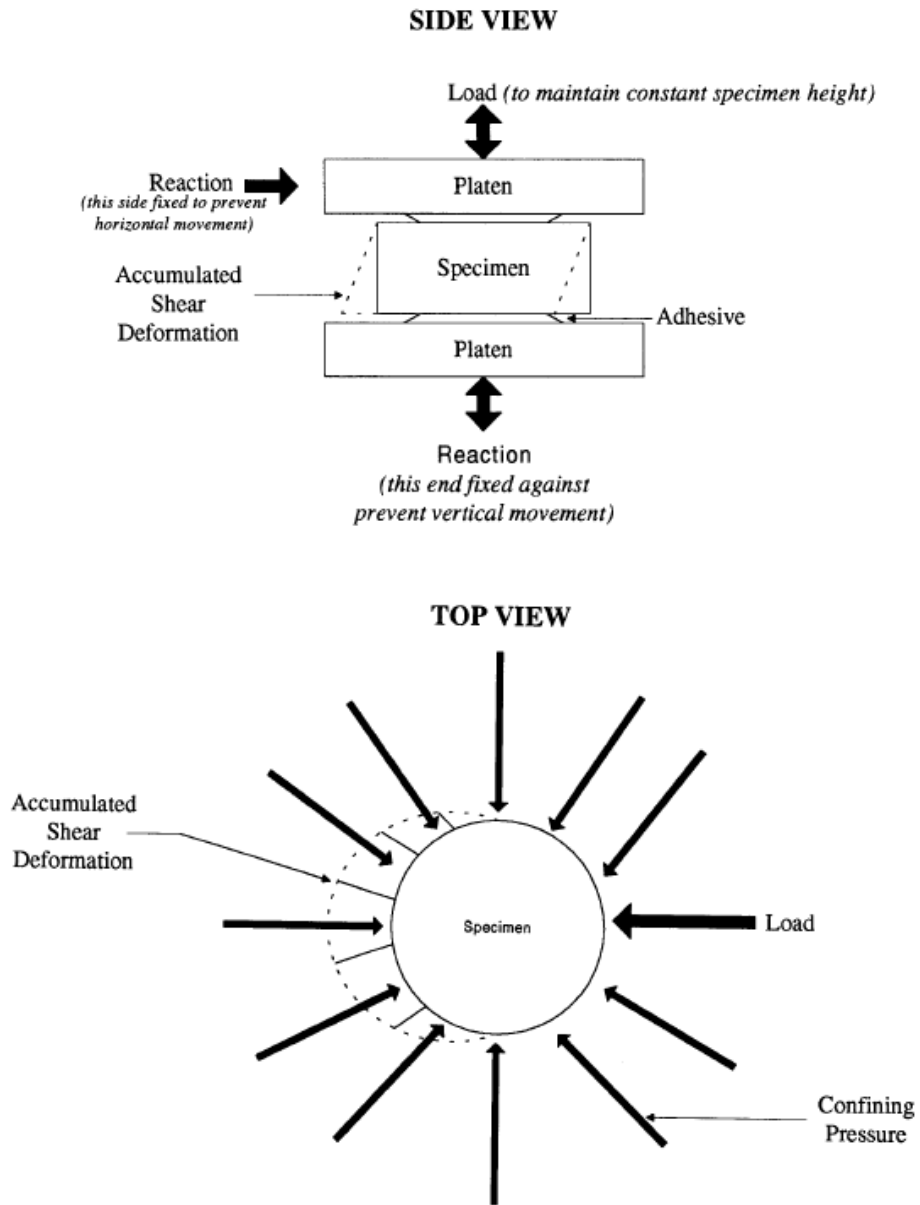 SIDE VIEW
Load (to maintain constant specimen height)
Reaction
(this side fixed to prevent
horizontal movement)
Platen
Specimen
Accumulated
Shear
Deformation
Adhesive
Platen
Reaction
(this end fixed against
prevent vertical movement)
TOP VIEW
Accumulated
Shear
Deformation
Specimen
Load
Confining
Pressure